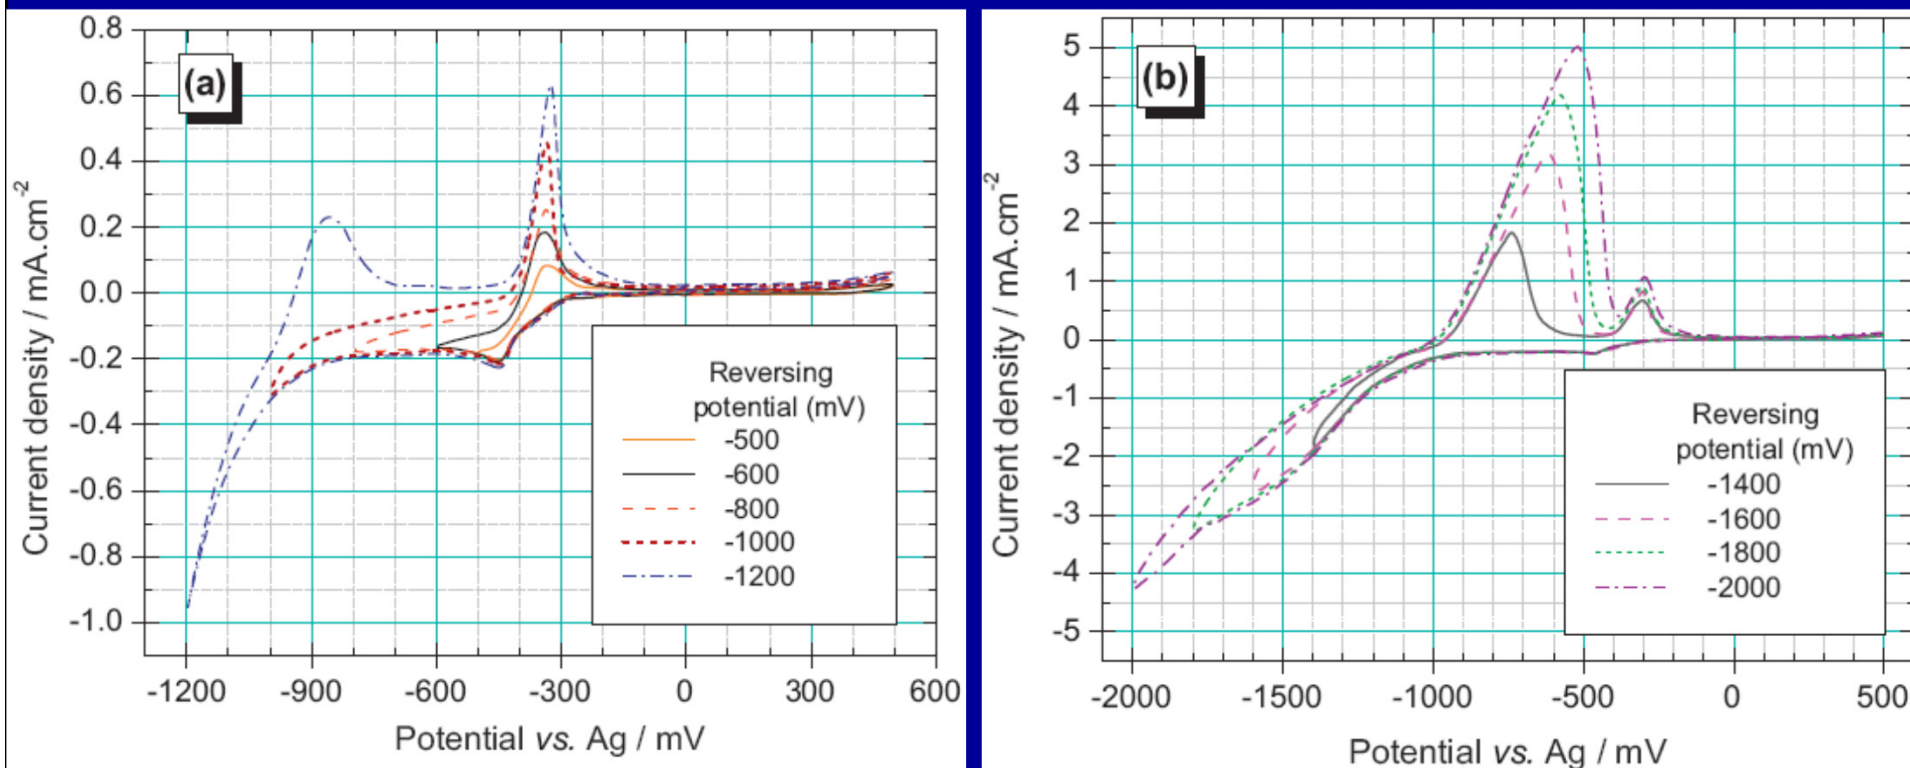 (a)
0.8
0.6
0.4
0.2
0.0
-0.2
-0.4
-0.6
-0.8
-1.0
Current density / mA.cm-2
-1200 -900 -600 -300 0 300 600
Potential vs. Ag / mV
Reversing
potential (mV)
-500
-600
-800
-1000
-1200
(b)
5
4
3
2
1
0
-1
-2
-3
-4
-5
Current density / mA.cm-2
-2000 -1500 -1000 -500 0 500
Potential vs. Ag / mV
Reversing
potential (mV)
-1400
-1600
-1800
-2000